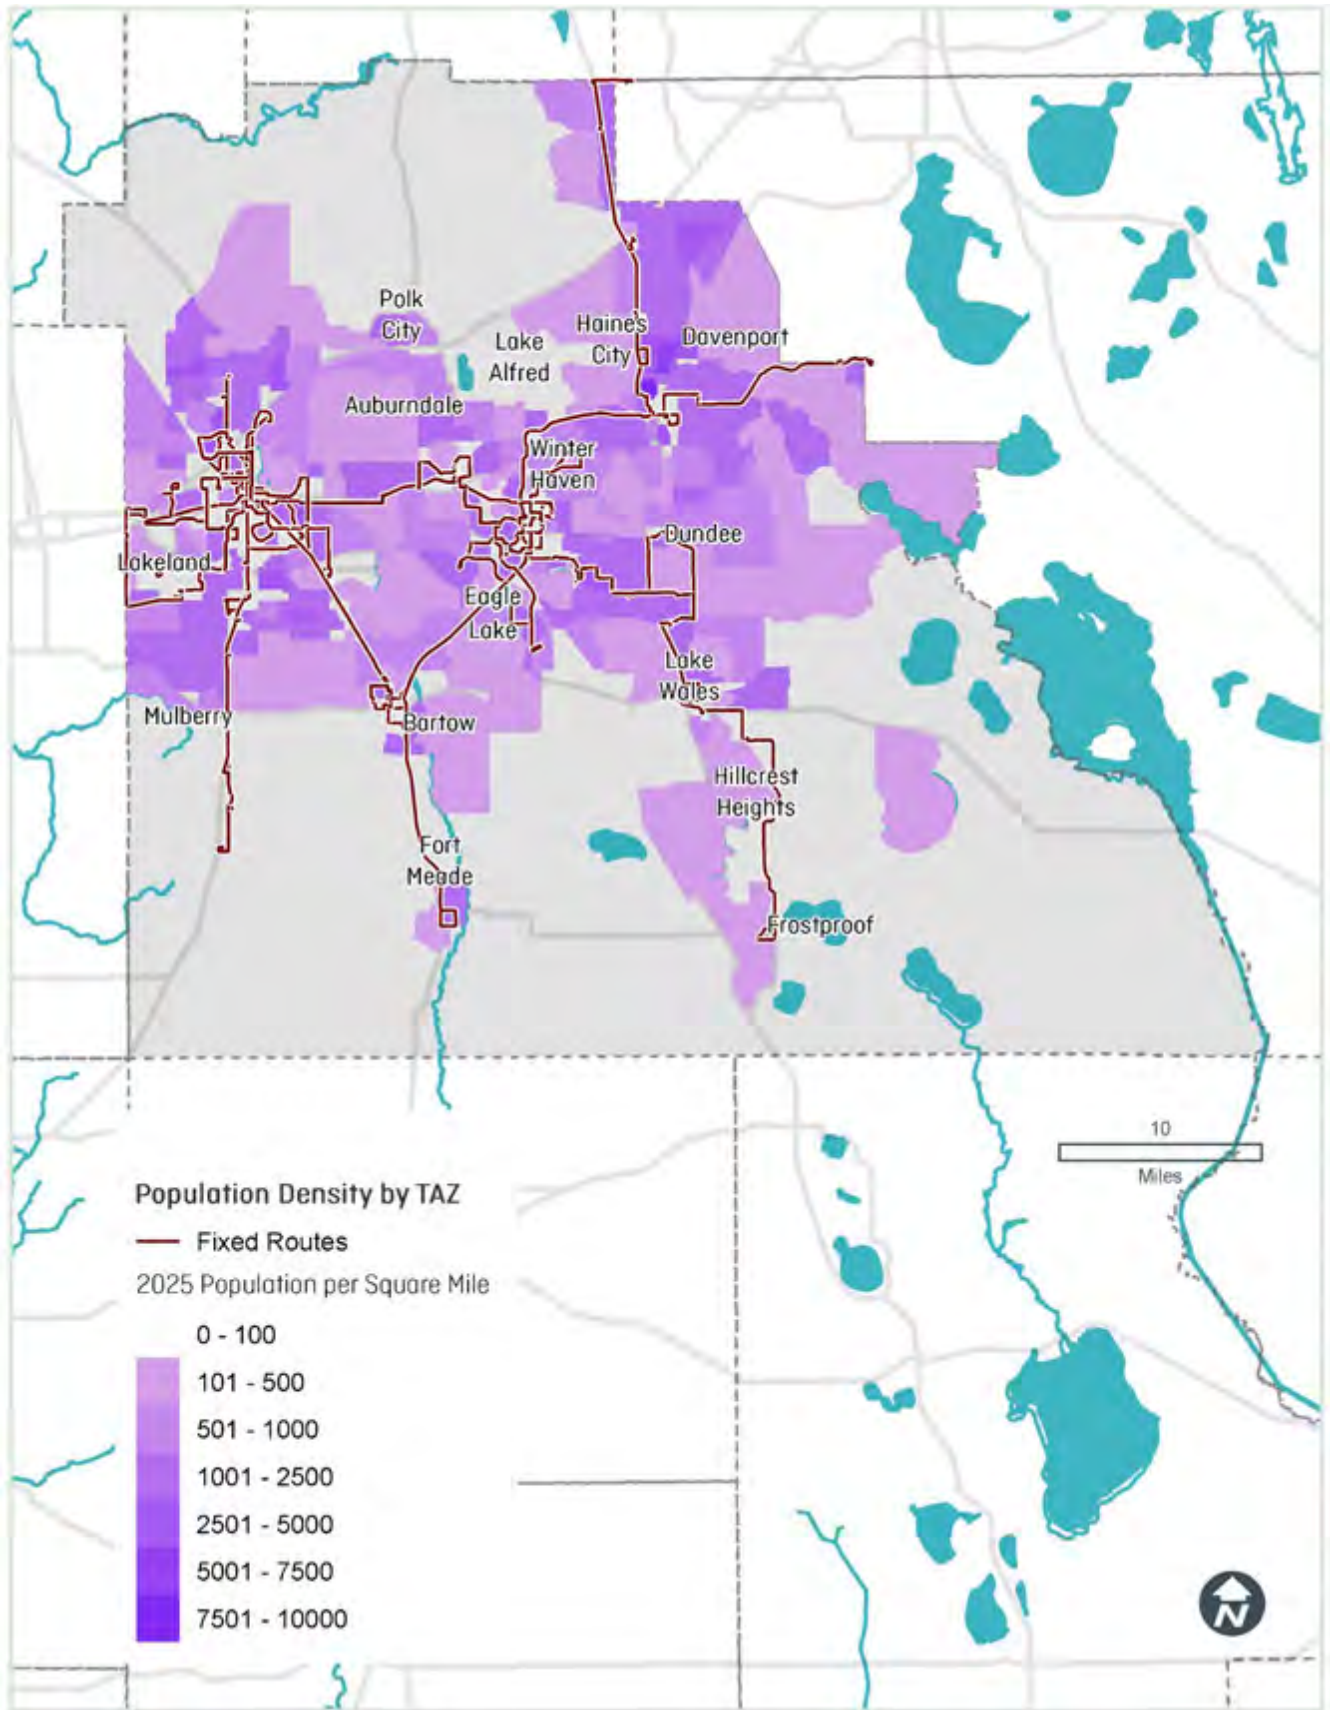 Polk
City
Lake
Alfred
Haines
City
Davenport
Auburndale
Winter
Haven
Lakeland
Dundee
Eagle
Lake
Lake
Wales
Mulberry
Bartow
Hillcrest
Heights
Fort
Meade
Frostproof
10
Miles
Population Density by TAZ
Fixed Routes
2025 Population per Square Mile
0 - 100
101 - 500
501 - 1000
1001 - 2500
2501 - 5000
5001 - 7500
7501 - 10000
N